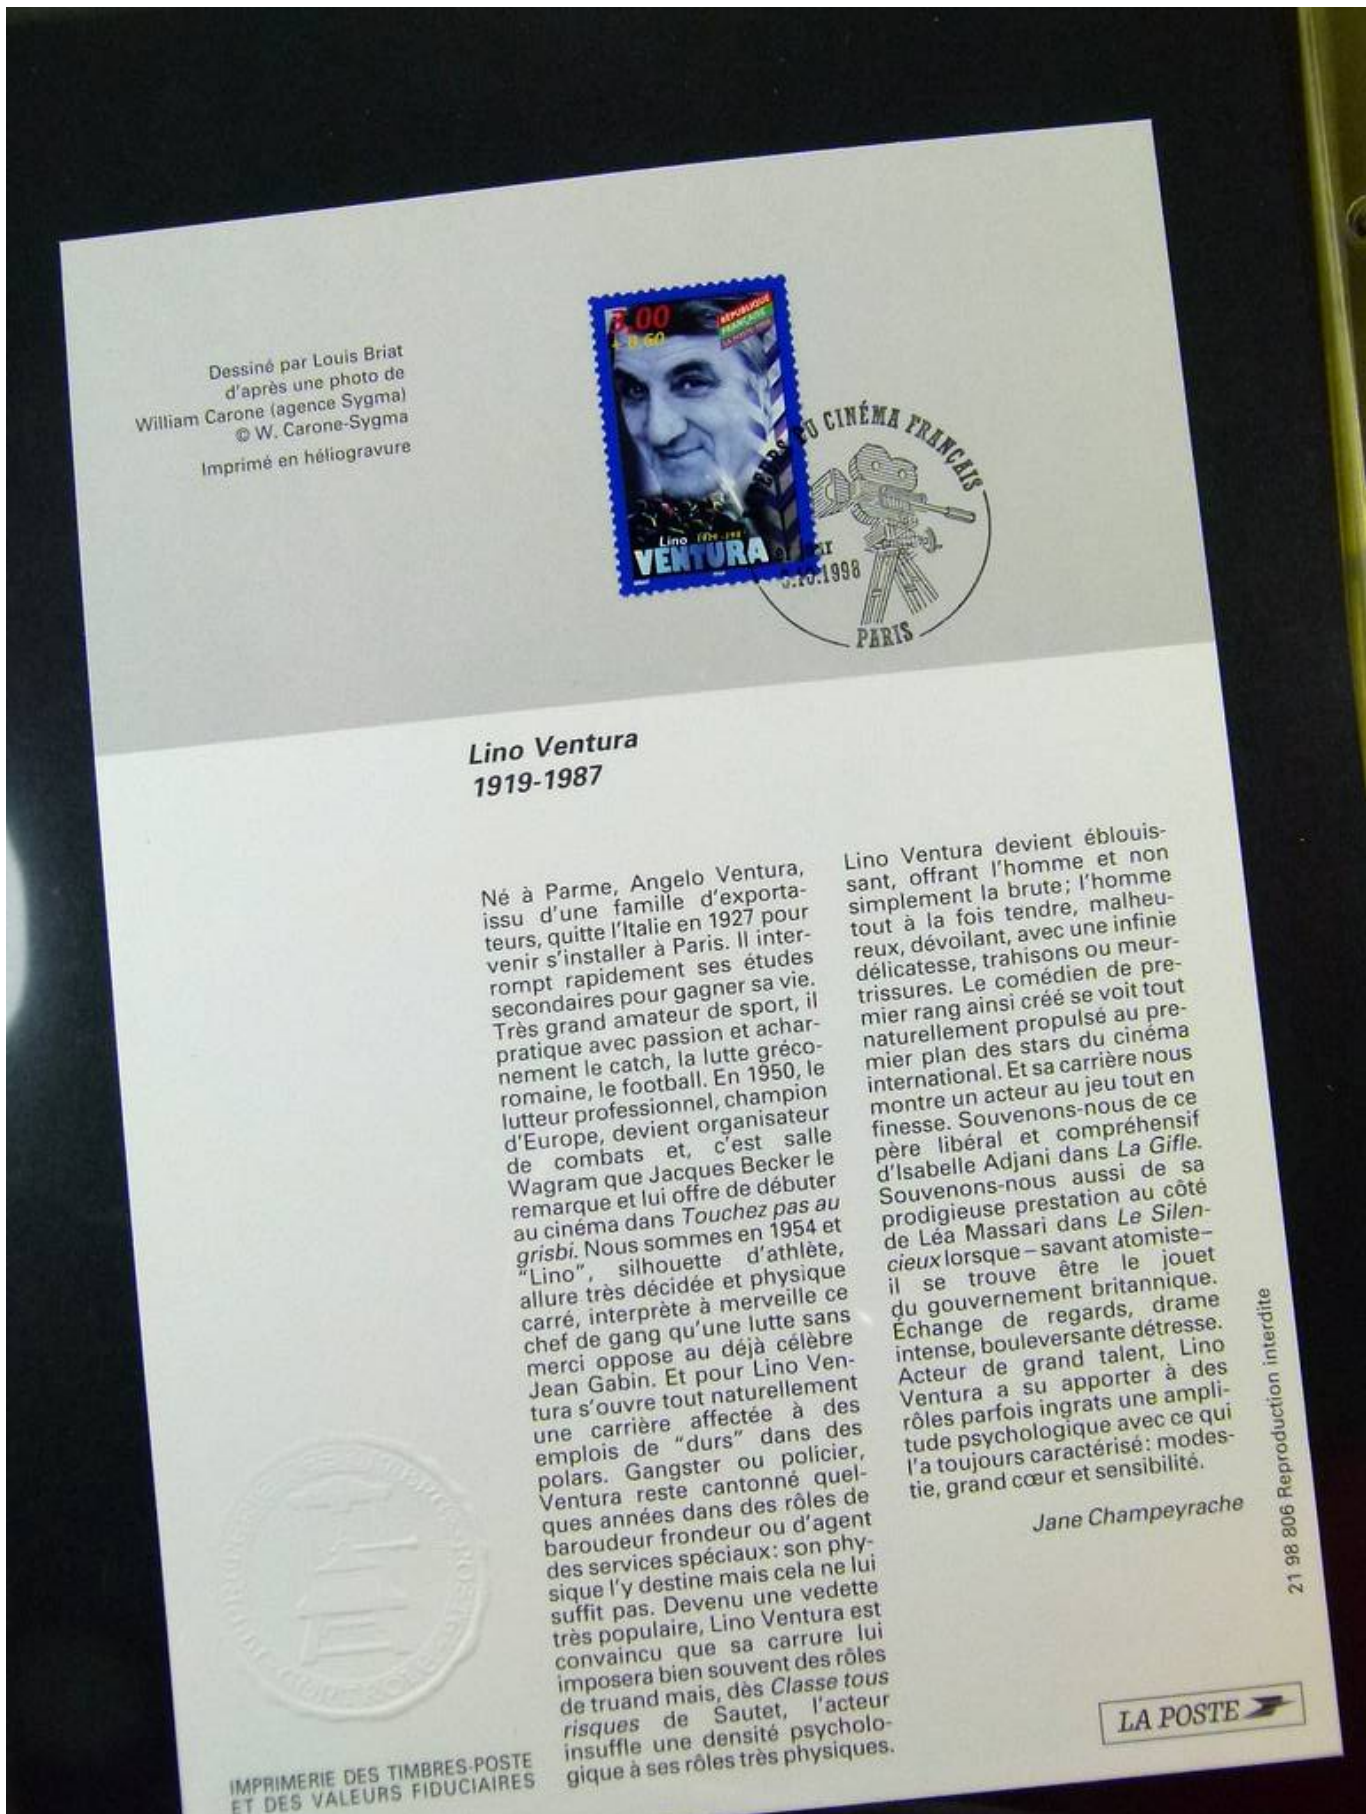 Dessiné par Louis Briat
d'après une photo de
William Carone (agence Sygma)
© W. Carone-Sygma
Imprimé en héliogravure
3,00
+ 0,60
RÉPUBLIQUE
FRANÇAISE
LA POSTE 1998
Lino
VENTURA
DU CINÉMA FRANÇAIS
.10.1998
PARIS
Lino Ventura
1919-1987
Né à Parme, Angelo Ventura,
issu d'une famille d'exporta-
teurs, quitte l'Italie en 1927 pour
venir s'installer à Paris. Il inter-
rompt rapidement ses études
secondaires pour gagner sa vie.
Très grand amateur de sport, il
pratique avec passion et achar-
nement le catch, la lutte gréco-
romaine, le football. En 1950, le
lutteur professionnel, champion
d'Europe, devient organisateur
de combats et, c'est salle
Wagram que Jacques Becker le
remarque et lui offre de débuter
au cinéma dans Touchez pas au
grisbi. Nous sommes en 1954 et
"Lino", silhouette d'athlète,
allure très décidée et physique
carré, interprète à merveille ce
chef de gang qu'une lutte sans
merci oppose au déjà célèbre
Jean Gabin. Et pour Lino Ven-
tura s'ouvre tout naturellement
une carrière affectée à des
emplois de "durs" dans des
polars. Gangster ou policier,
Ventura reste cantonné quel-
ques années dans des rôles de
baroudeur frondeur ou d'agent
des services spéciaux: son phy-
sique l'y destine mais cela ne lui
suffit pas. Devenu une vedette
très populaire, Lino Ventura est
convaincu que sa carrure lui
imposera bien souvent des rôles
de truand mais, dès Classe tous
risques de Sautet, l'acteur
insuffle une densité psycholo-
gique à ses rôles très physiques.
Lino Ventura devient éblouis-
sant, offrant l'homme et non
simplement la brute; l'homme
tout à la fois tendre, malheu-
reux, dévoilant, avec une infinie
délicatesse, trahisons ou meur-
trissures. Le comédien de pre-
mier rang ainsi créé se voit tout
naturellement propulsé au pre-
mier plan des stars du cinéma
international. Et sa carrière nous
montre un acteur au jeu tout en
finesse. Souvenons-nous de ce
père libéral et compréhensif
d'Isabelle Adjani dans La Gifle.
Souvenons-nous aussi de sa
prodigieuse prestation au côté
de Léa Massari dans Le Silen-
cieux lorsque – savant atomiste–
il se trouve être le jouet
du gouvernement britannique.
Échange de regards, drame
intense, bouleversante détresse.
Acteur de grand talent, Lino
Ventura a su apporter à des
rôles parfois ingrats une ampli-
tude psychologique avec ce qui
l'a toujours caractérisé: modes-
tie, grand cœur et sensibilité.
Jane Champeyrache
21 98 806 Reproduction interdite
LA POSTE
IMPRIMERIE DES TIMBRES-POSTE
ET DES VALEURS FIDUCIAIRES